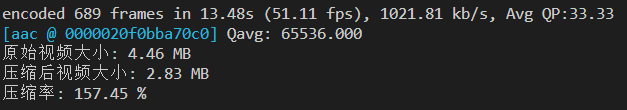 encoded 689 frames in 13.48s (51.11 fps), 1021.81 kb/s, Avg QP:33.33
[aac @ 0000020f0bba70c0] Qavg: 65536.000
原始视频大小: 4.46 MB
压缩后视频大小: 2.83 MB
压缩率: 157.45 %